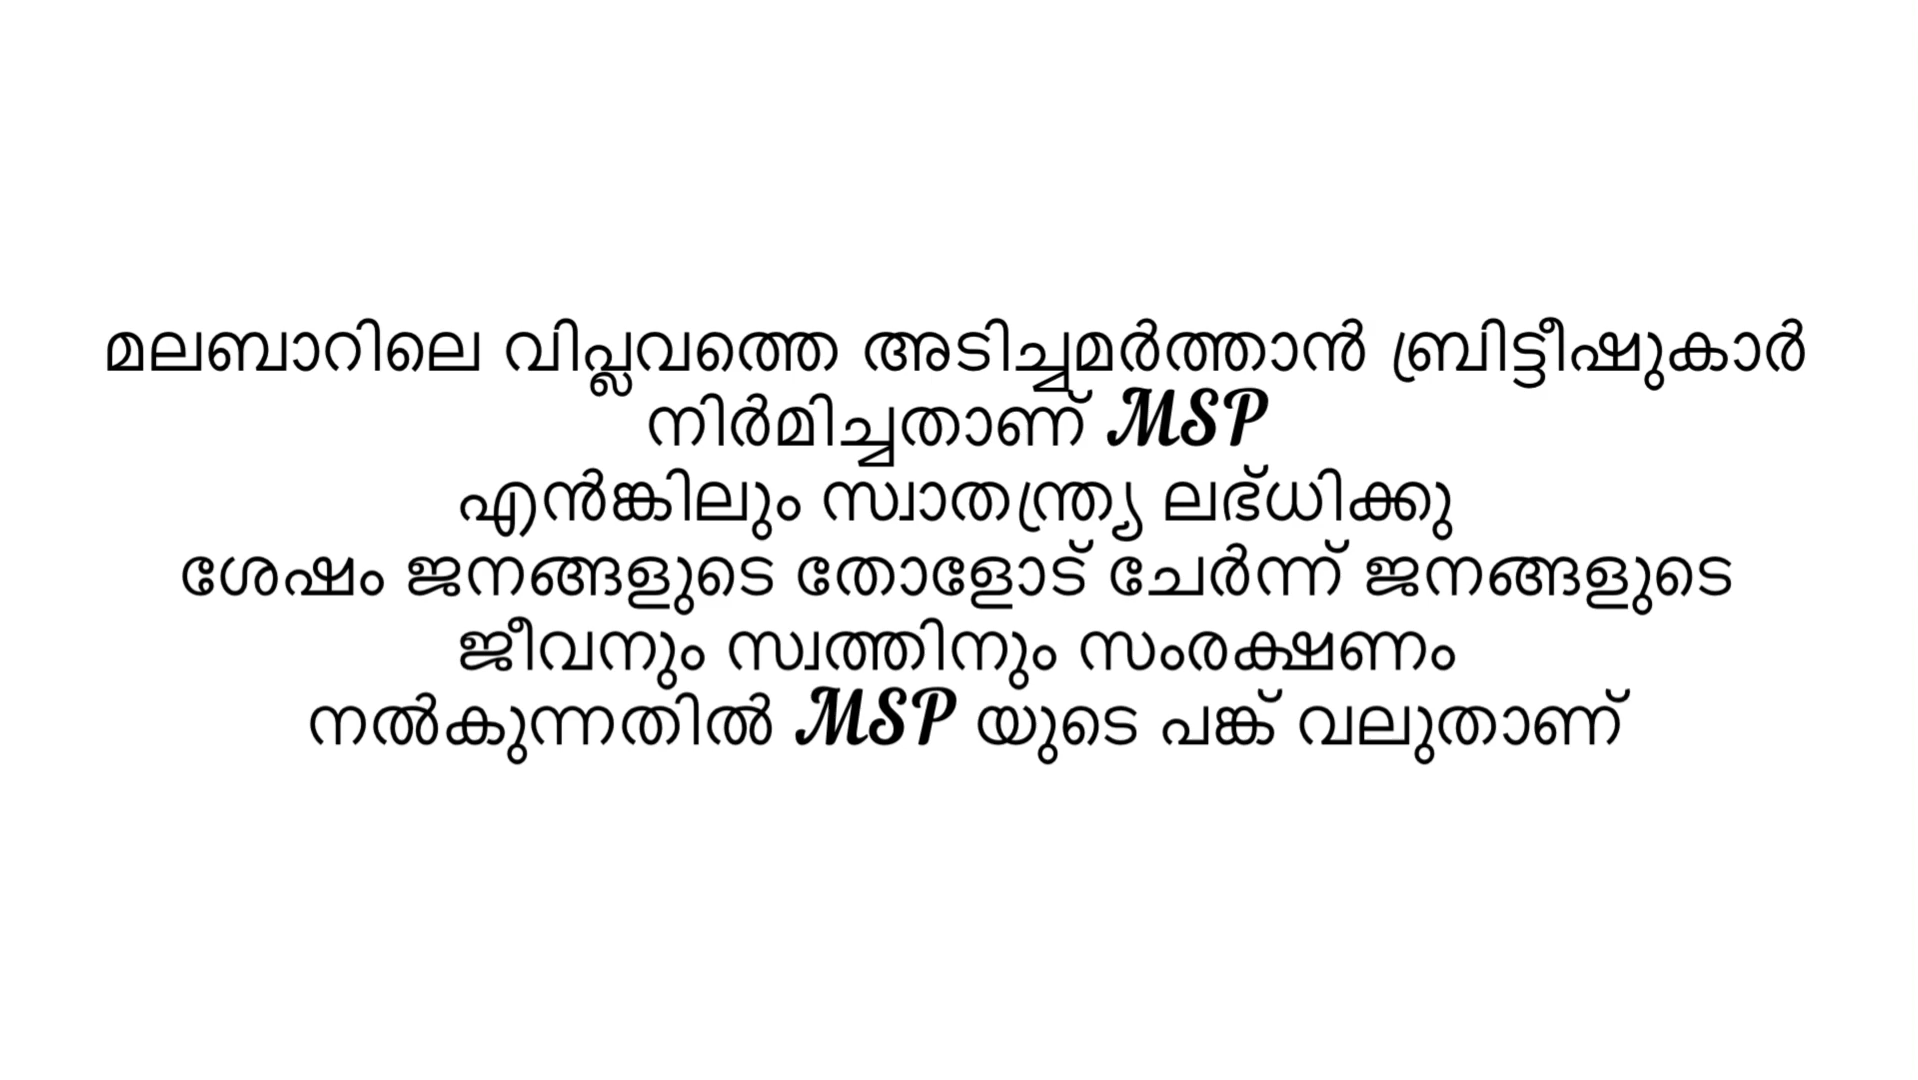 മലബാറിലെ വിപ്ലവത്തെ അടിച്ചമർത്താൻ ബ്രിട്ടീഷുകാർ
നിർമിച്ചതാണ് MSP
എൻങ്കിലും സ്വാതന്ത്ര്യ ലഭ്ധിക്കു
ശേഷം ജനങ്ങളുടെ തോളോട് ചേർന്ന് ജനങ്ങളുടെ
ജീവനും സ്വത്തിനും സംരക്ഷണം
നൽകുന്നതിൽ MSP യുടെ പങ്ക് വലുതാണ്